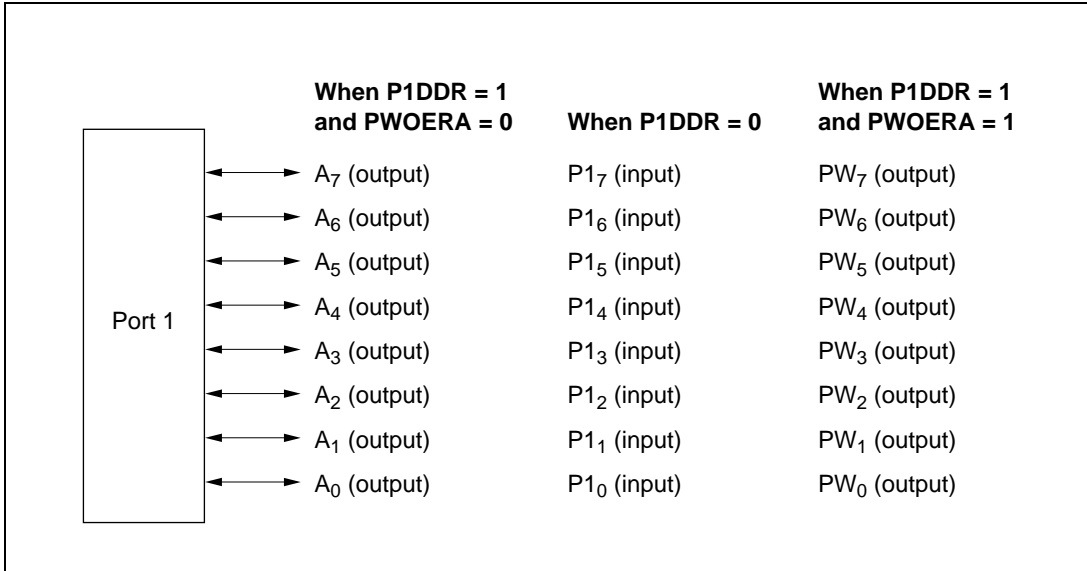 When P1DDR = 1 and PWOERA = 0
When P1DDR = 0
When P1DDR = 1 and PWOERA = 1
Port 1
A₇ (output) P1₇ (input) PW₇ (output)
A₆ (output) P1₆ (input) PW₆ (output)
A₅ (output) P1₅ (input) PW₅ (output)
A₄ (output) P1₄ (input) PW₄ (output)
A₃ (output) P1₃ (input) PW₃ (output)
A₂ (output) P1₂ (input) PW₂ (output)
A₁ (output) P1₁ (input) PW₁ (output)
A₀ (output) P1₀ (input) PW₀ (output)